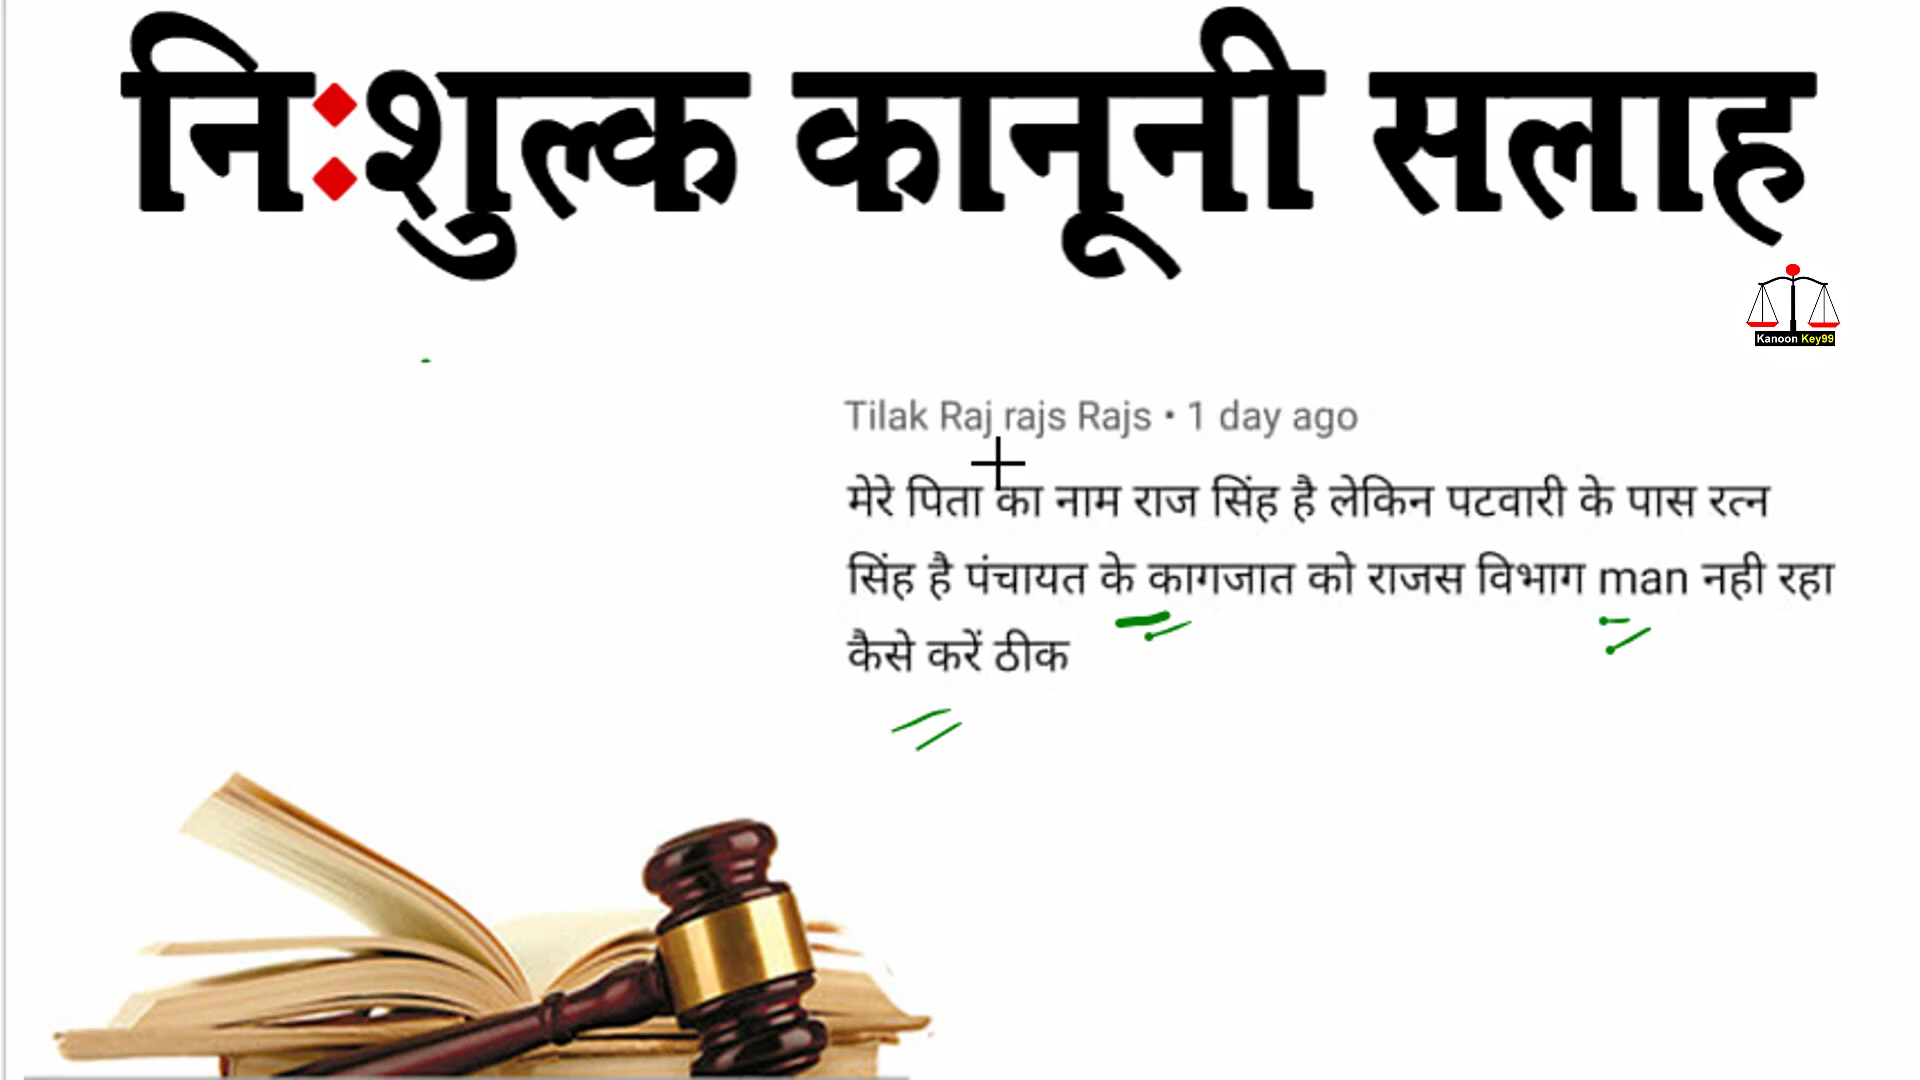 नि:शुल्क कानूनी सलाह
Kanoon Key99
Tilak Raj rajs Rajs • 1 day ago
मेरे पिता का नाम राज सिंह है लेकिन पटवारी के पास रत्न
सिंह है पंचायत के कागजात को राजस विभाग man नही रहा
कैसे करें ठीक